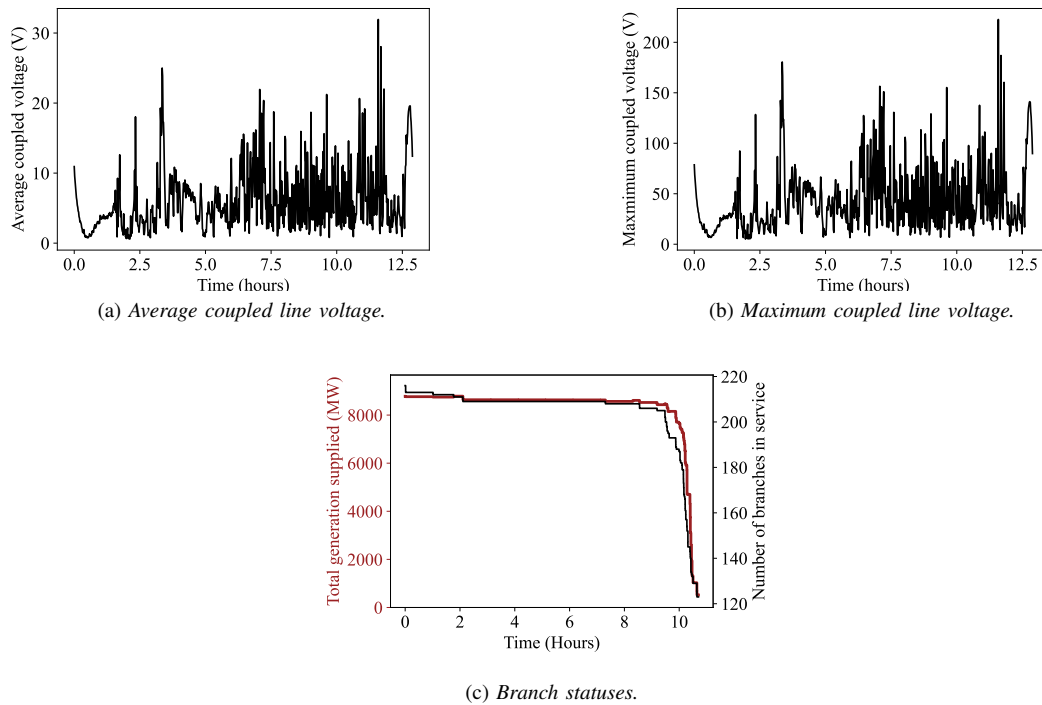 Average coupled voltage (V)
30
20
10
0
0.0 2.5 5.0 7.5 10.0 12.5
Time (hours)
(a) Average coupled line voltage.
Maxmimum coupled voltage (V)
200
150
100
50
0
0.0 2.5 5.0 7.5 10.0 12.5
Time (hours)
(b) Maximum coupled line voltage.
Total generation supplied (MW)
8000
6000
4000
2000
0
0 2 4 6 8 10
Time (Hours)
220
200
180
160
140
120
Number of branches in service
(c) Branch statuses.